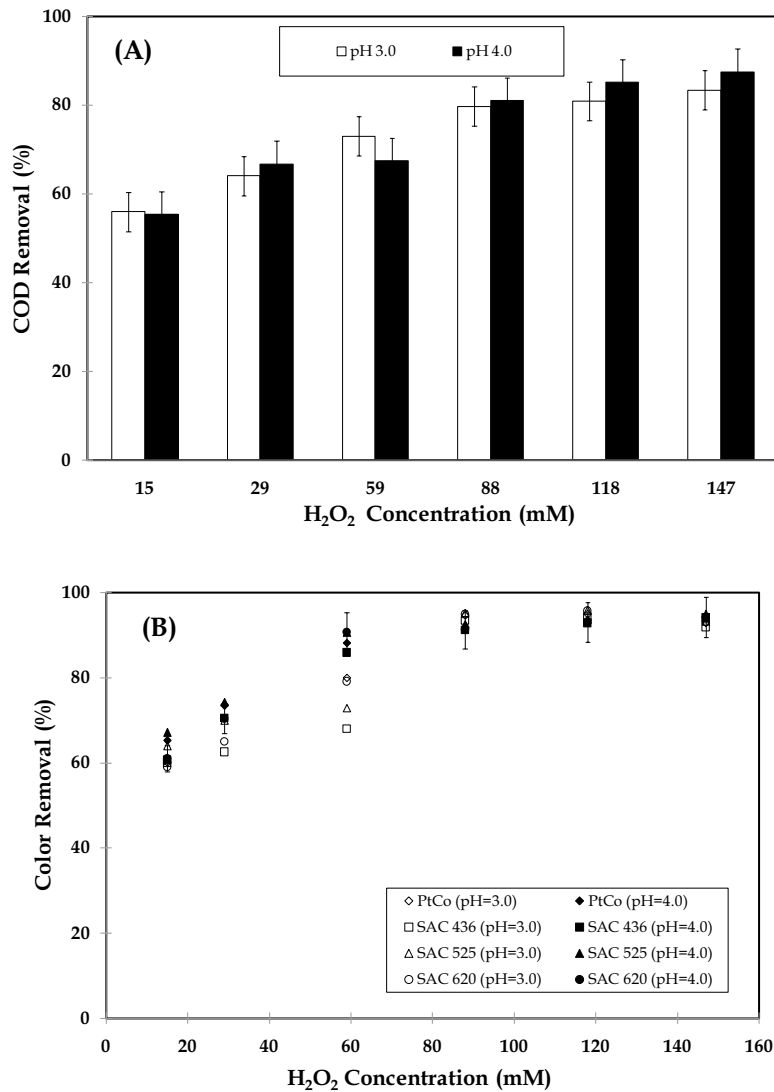 (A)
pH 3.0 pH 4.0
COD Removal (%)
100
80
60
40
20
0
15 29 59 88 118 147
H₂O₂ Concentration (mM)
(B)
Color Removal (%)
100
80
60
40
20
0
PtCo (pH=3.0) PtCo (pH=4.0)
SAC 436 (pH=3.0) SAC 436 (pH=4.0)
SAC 525 (pH=3.0) SAC 525 (pH=4.0)
SAC 620 (pH=3.0) SAC 620 (pH=4.0)
0 20 40 60 80 100 120 140 160
H₂O₂ Concentration (mM)